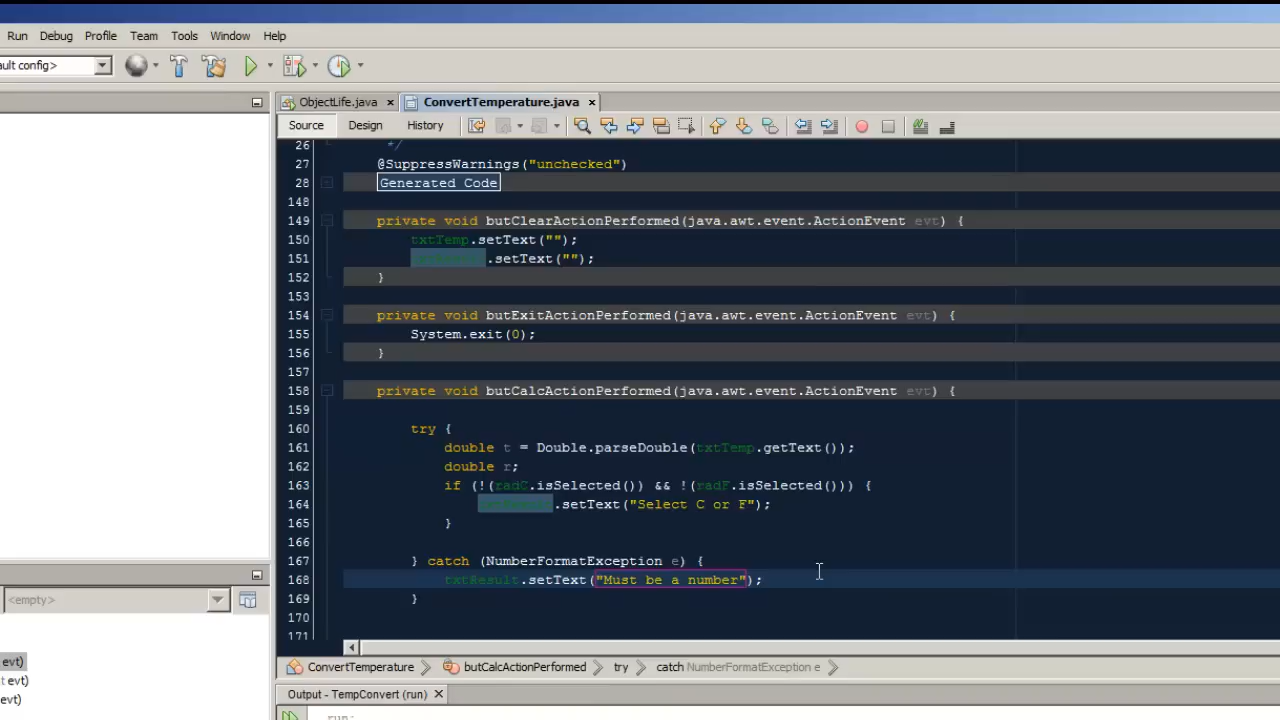 Run Debug Profile Team Tools Window Help
ault config>
ObjectLife.java ConvertTemperature.java
Source Design History
26 */
27 @SuppressWarnings("unchecked")
28 Generated Code
148
149 private void butClearActionPerformed(java.awt.event.ActionEvent evt) {
150 txtTemp.setText("");
151 .setText("");
152 }
153
154 private void butExitActionPerformed(java.awt.event.ActionEvent evt) {
155 System.exit(0);
156 }
157
158 private void butCalcActionPerformed(java.awt.event.ActionEvent evt) {
159
160 try {
161 double t = Double.parseDouble(txtTemp.getText());
162 double r;
163 if (!(radC.isSelected()) && !(radF.isSelected())) {
164 .setText("Select C or F");
165 }
166
167 } catch (NumberFormatException e) {
168 txtResult.setText("Must be a number");
169 }
170
171
<empty>
evt)
t evt)
evt)
ConvertTemperature butCalcActionPerformed try catch NumberFormatException e
Output - TempConvert (run)
run: